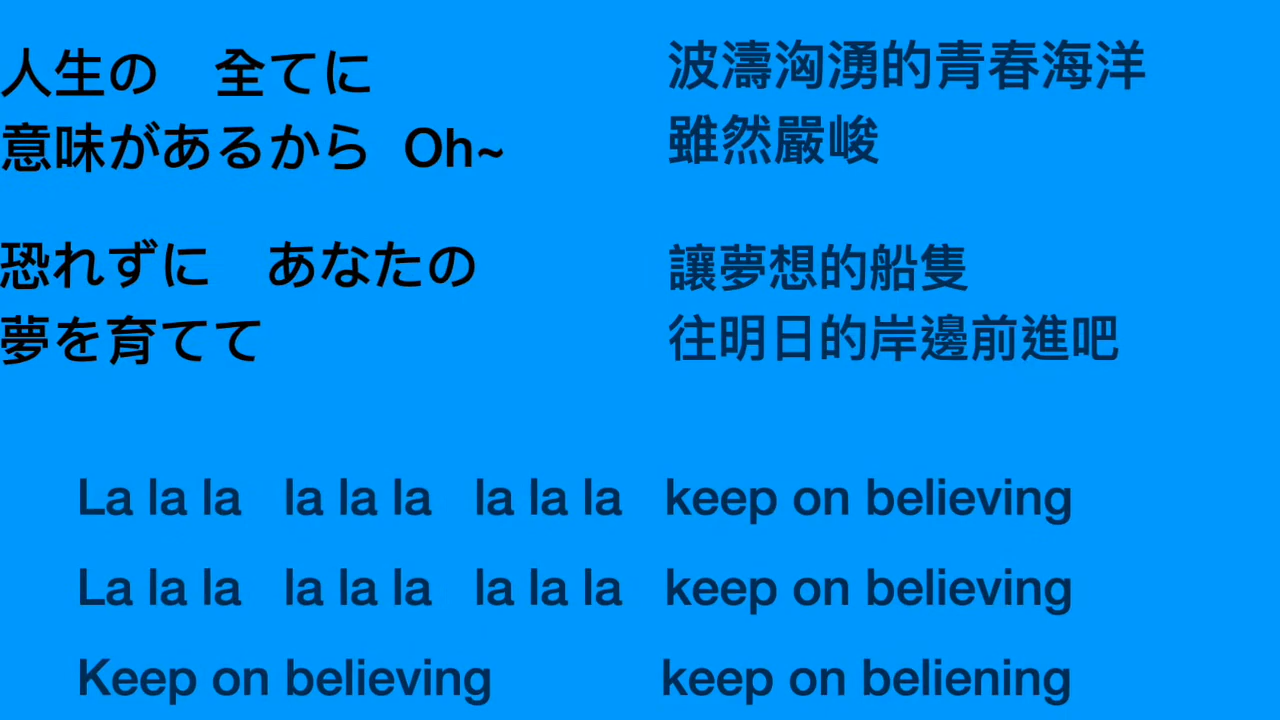 人生の　全てに
意味があるから Oh~
恐れずに　あなたの
夢を育てて
波濤洶湧的青春海洋
雖然嚴峻
讓夢想的船隻
往明日的岸邊前進吧
La la la la la la la la la keep on believing
La la la la la la la la la keep on believing
Keep on believing keep on beliening